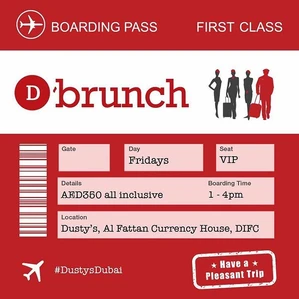 BOARDING PASS FIRST CLASS
D'brunch
Gate Day Seat
Fridays VIP
Details Boarding Time
AED350 all inclusive 1 - 4pm
Location
Dusty's, Al Fattan Currency House, DIFC
#DustysDubai
Have a
Pleasant Trip